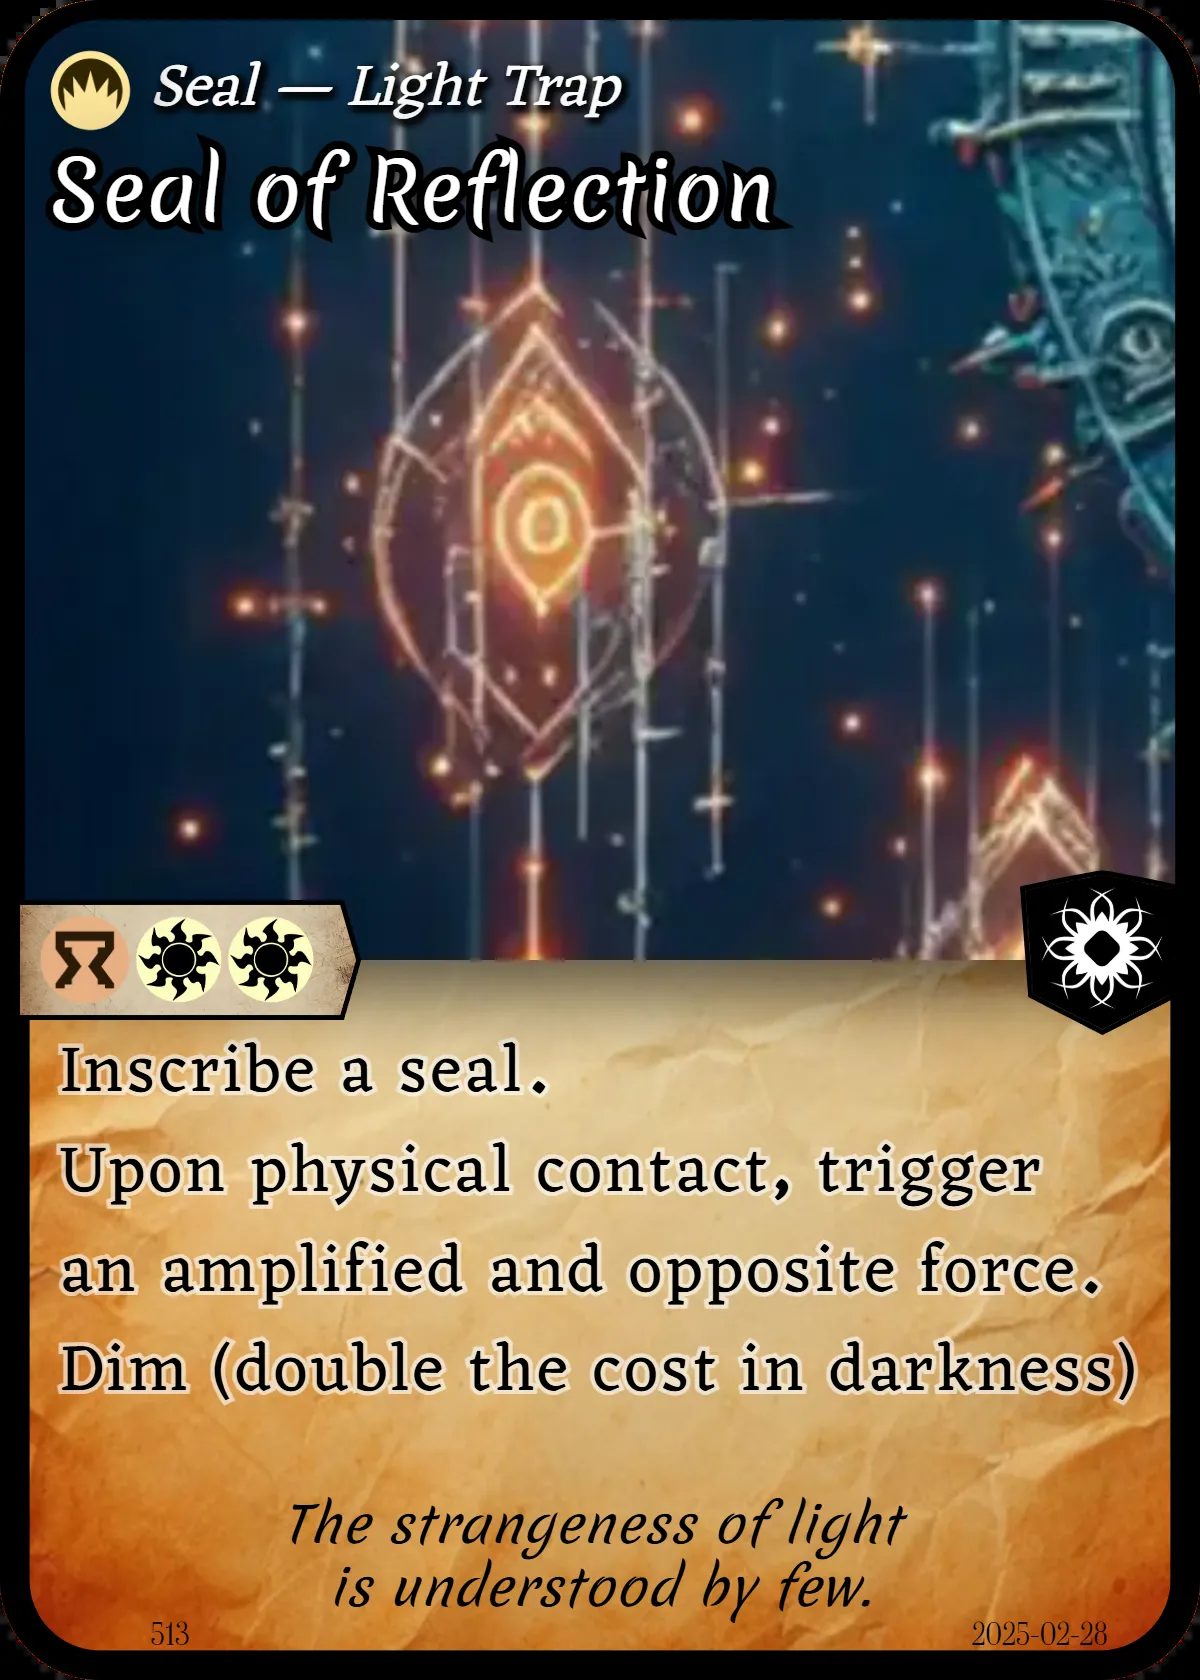 Seal — Light Trap
Seal of Reflection
Inscribe a seal.
Upon physical contact, trigger
an amplified and opposite force.
Dim (double the cost in darkness)
The strangeness of light
is understood by few.
513
2025-02-28